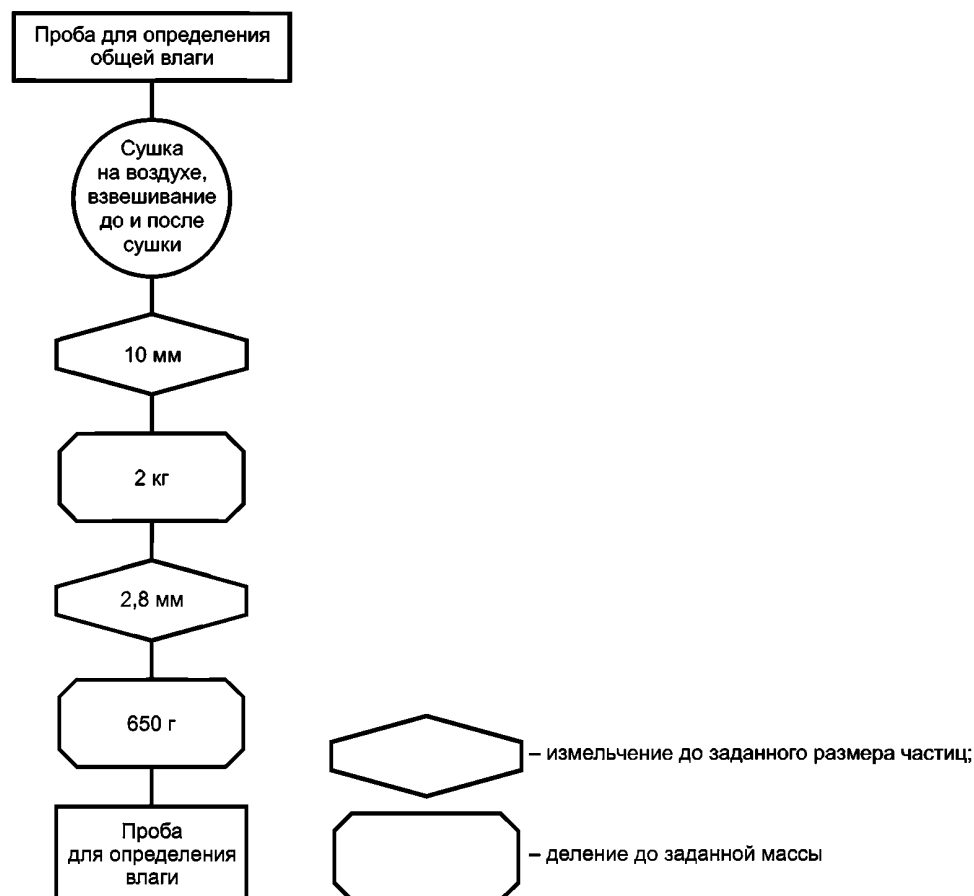 Проба для определения
общей влаги
Сушка
на воздухе,
взвешивание
до и после
сушки
10 мм
2 кг
2,8 мм
650 г
Проба
для определения
влаги
– измельчение до заданного размера частиц;
– деление до заданной массы